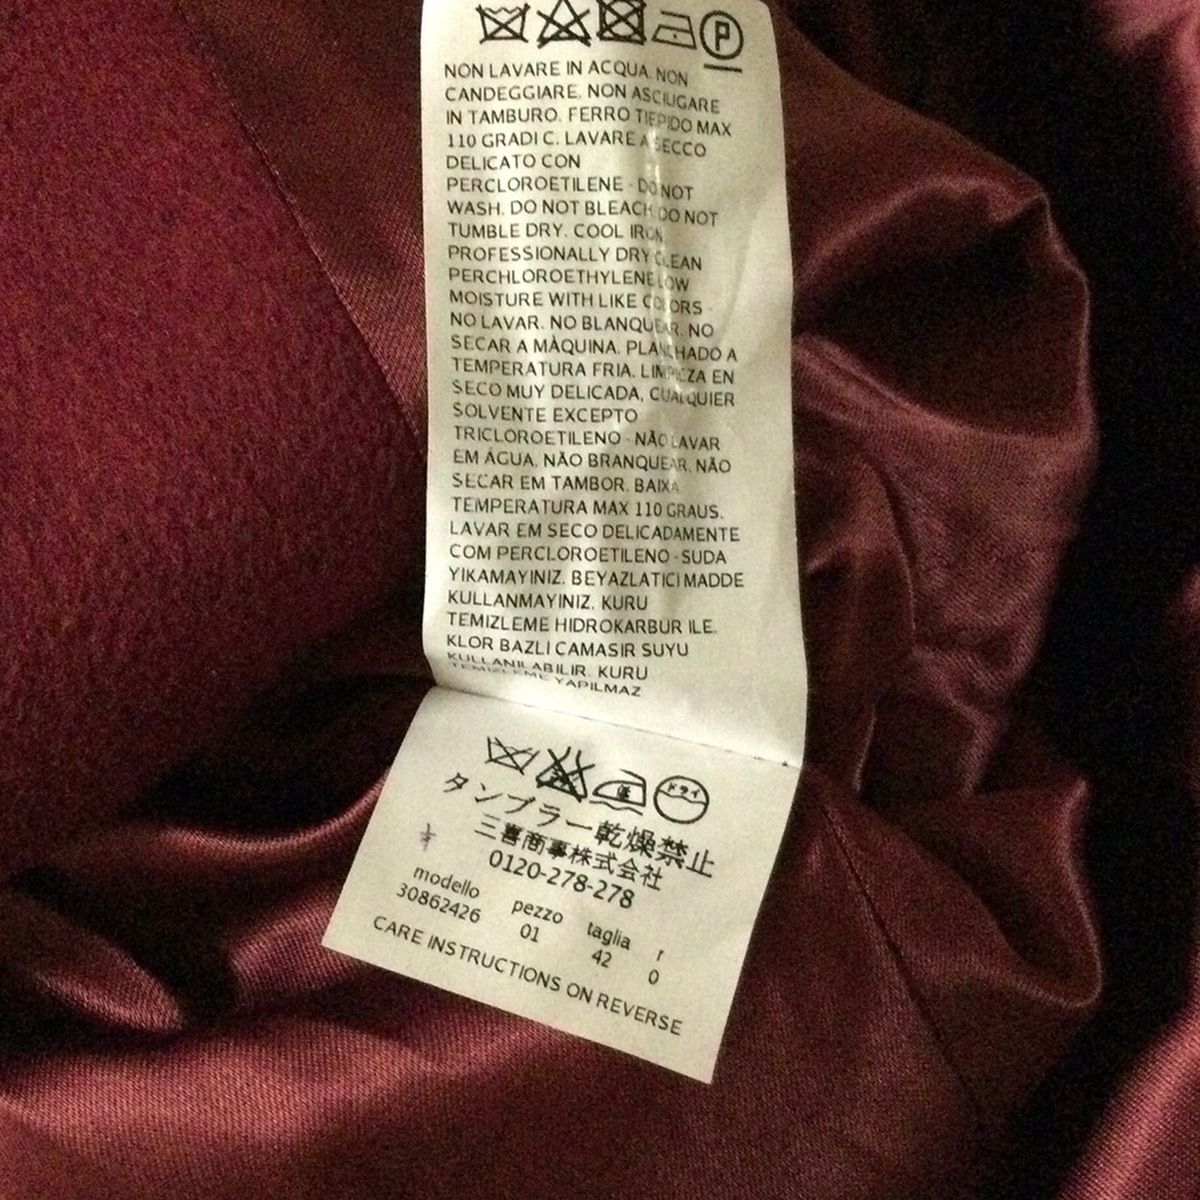 P
NON LAVARE IN ACQUA. NON
CANDEGGIARE. NON ASCIUGARE
IN TAMBURO. FERRO TIEPIDO MAX
110 GRADI C. LAVARE A SECCO
DELICATO CON
PERCLOROETILENE - DO NOT
WASH. DO NOT BLEACH. DO NOT
TUMBLE DRY. COOL IRON.
PROFESSIONALLY DRY CLEAN
PERCHLOROETHYLENE LOW
MOISTURE WITH LIKE COLORS -
NO LAVAR. NO BLANQUEAR. NO
SECAR A MÀQUINA. PLANCHADO A
TEMPERATURA FRIA. LIMPIEZA EN
SECO MUY DELICADA, CUALQUIER
SOLVENTE EXCEPTO
TRICLOROETILENO - NÃO LAVAR
EM ÁGUA. NÃO BRANQUEAR. NÃO
SECAR EM TAMBOR. BAIXA
TEMPERATURA MAX 110 GRAUS.
LAVAR EM SECO DELICADAMENTE
COM PERCLOROETILENO - SUDA
YIKAMAYINIZ. BEYAZLATICI MADDE
KULLANMAYINIZ. KURU
TEMIZLEME HIDROKARBUR ILE.
KLOR BAZLI CAMASIR SUYU
KULLANILABILIR. KURU
TEMIZLEME YAPILMAZ
低 ドライ
タンブラー乾燥禁止
三喜商事株式会社
0120-278-278
modello pezzo taglia r
30862426 01 42 0
CARE INSTRUCTIONS ON REVERSE